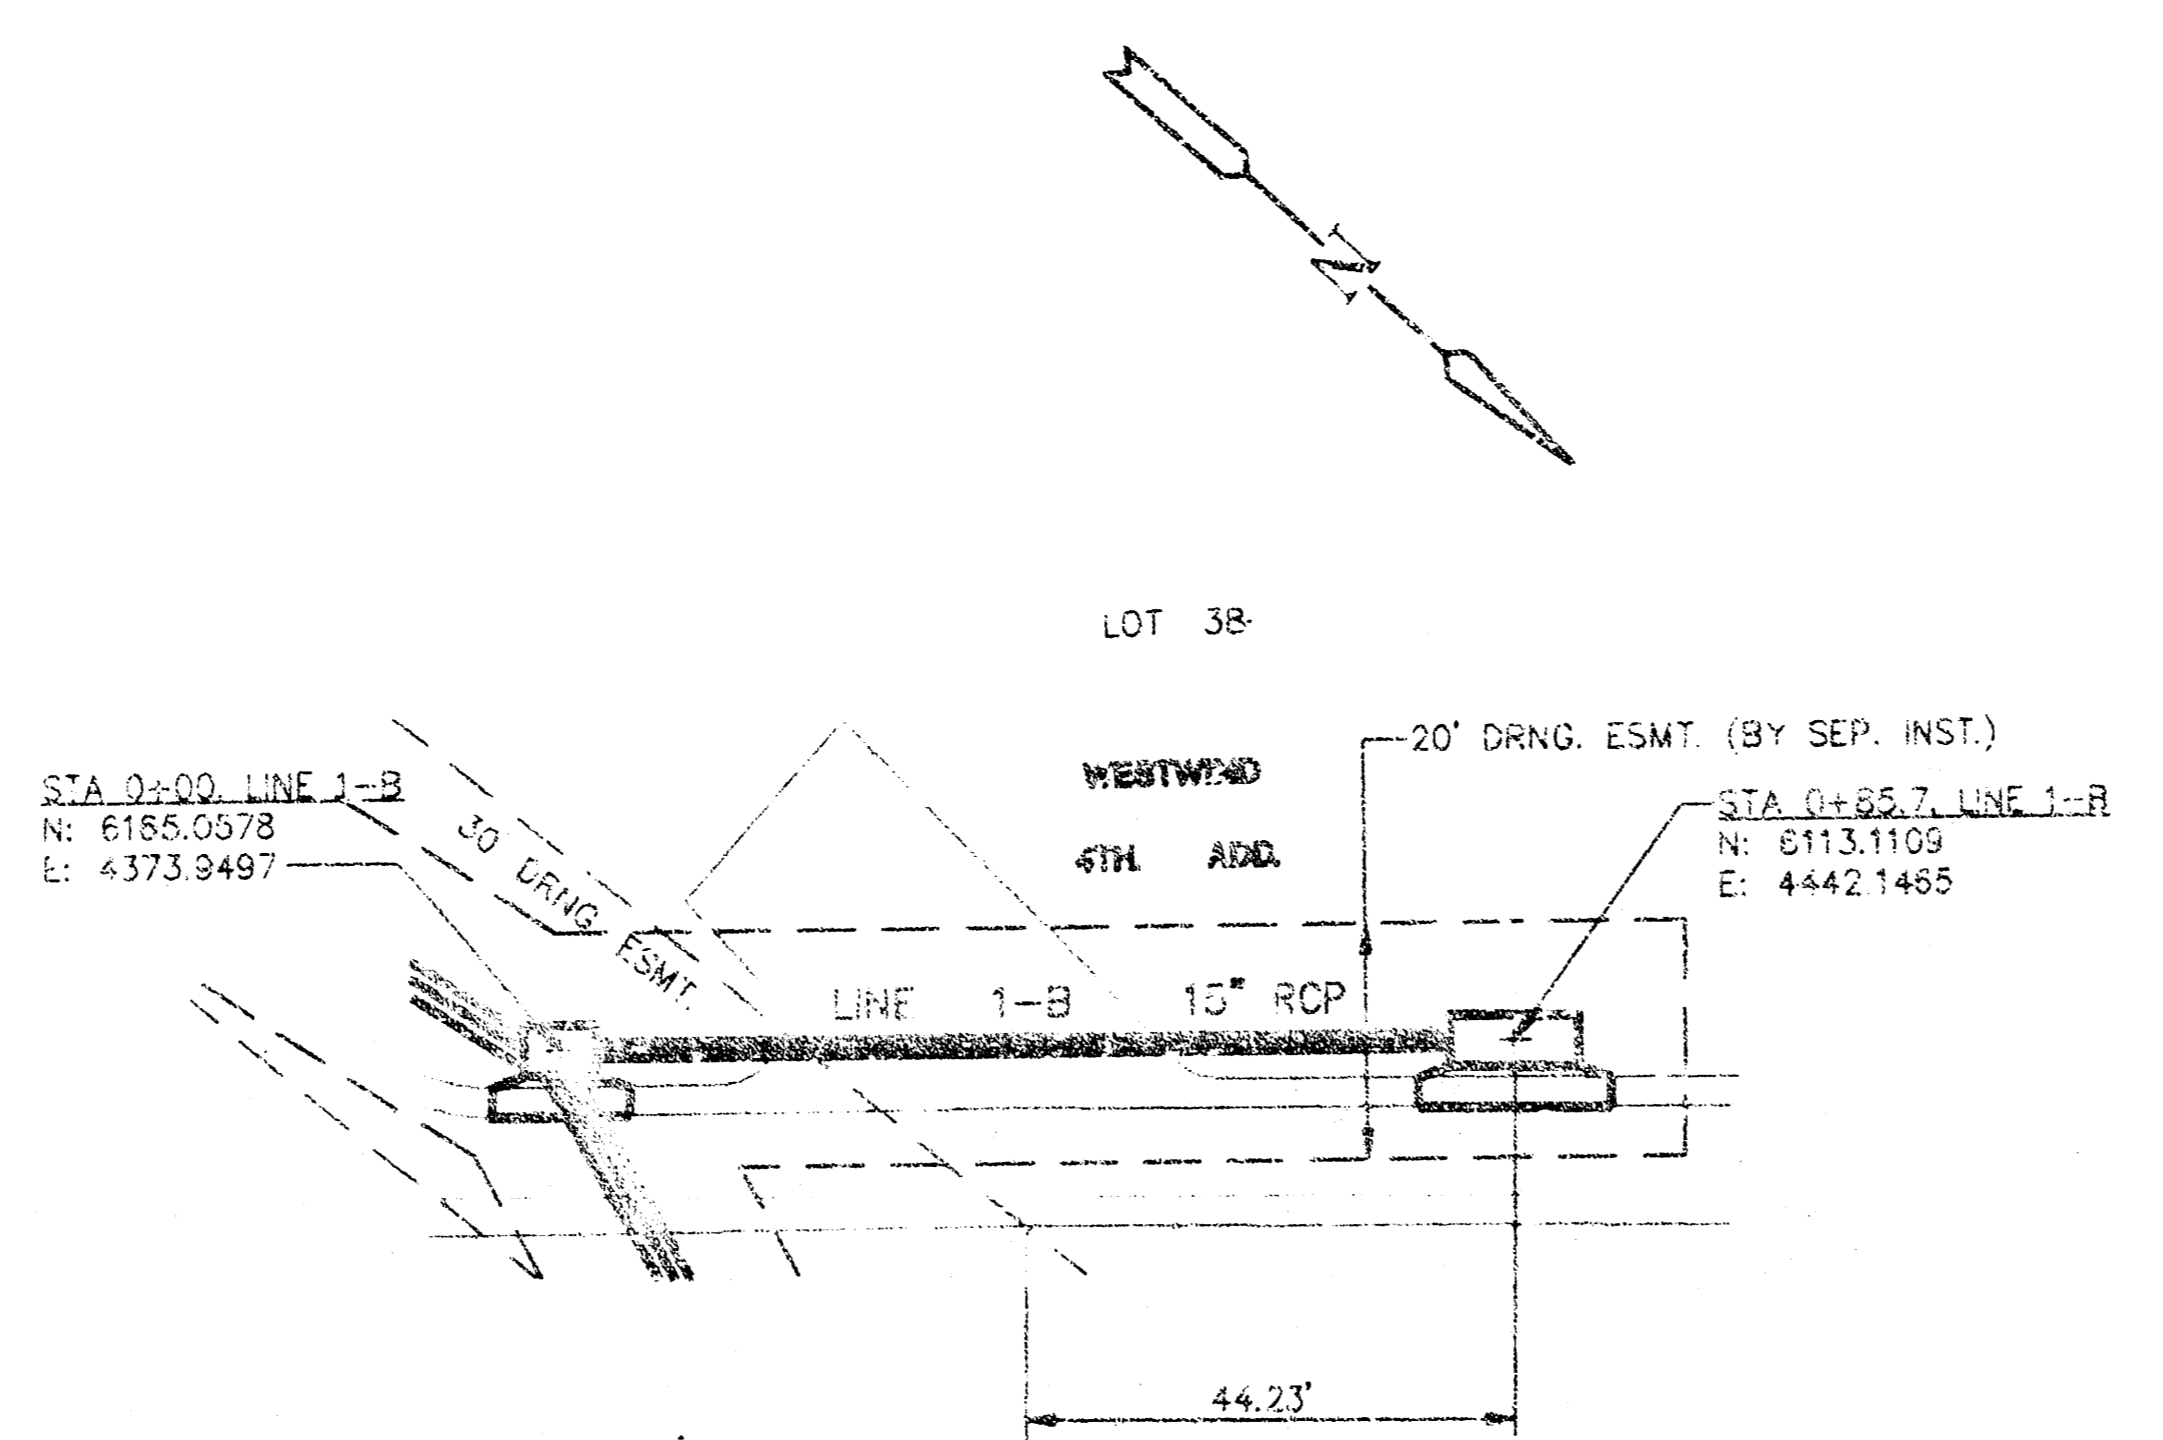 N
LOT 3B
20' DRNG. ESMT. (BY SEP. INST.)
WESTWIND
4TH. ADD.
STA 0+00, LINE 1-B
N: 6165.0578
E: 4373.9497
STA 0+85.7, LINE 1-B
N: 6113.1109
E: 4442.1465
30 DRNG ESMT.
LINE 1-B 15" RCP
44.23'